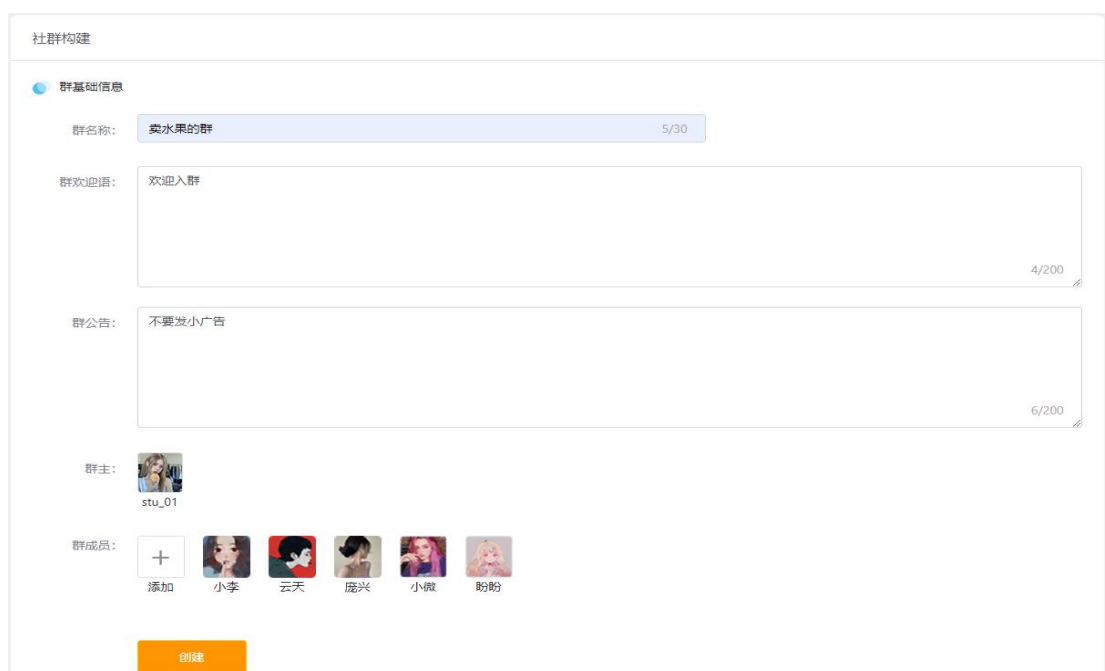 社群构建
群基础信息
群名称: 卖水果的群 5/30
群欢迎语: 欢迎入群
4/200
群公告: 不要发小广告
6/200
群主:
stu_01
群成员:
添加 小李 云天 庞兴 小微 盼盼
创建